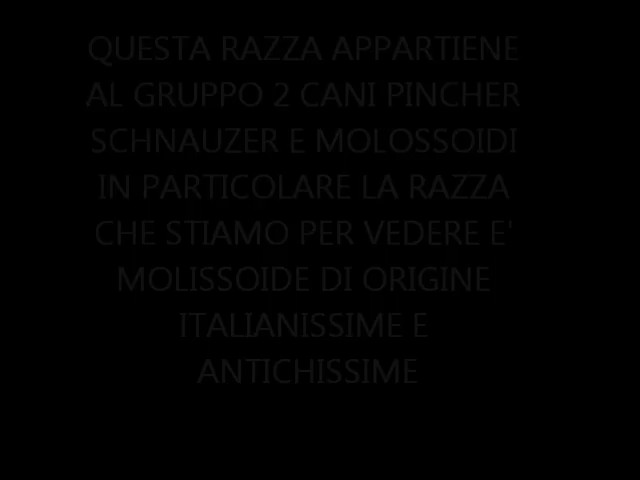 QUESTA RAZZA APPARTIENE
AL GRUPPO 2 CANI PINCHER
SCHNAUZER E MOLOSSOIDI
IN PARTICOLARE LA RAZZA
CHE STIAMO PER VEDERE E'
MOLISSOIDE DI ORIGINE
ITALIANISSIME E
ANTICHISSIME